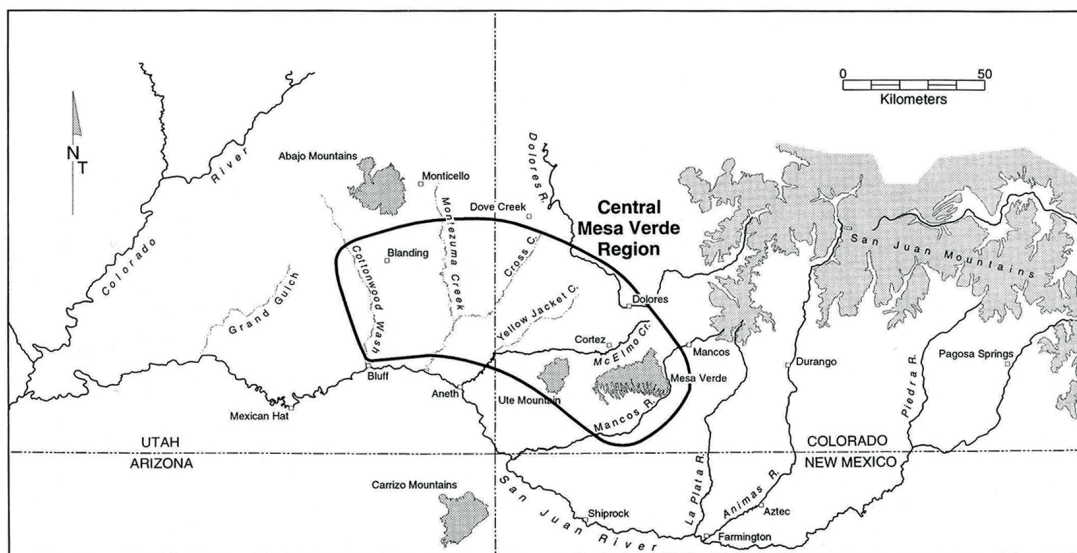 0 50
Kilometers
N
T
Colorado River
Abajo Mountains
Monticello
Dolores R.
Dove Creek
Central
Mesa Verde
Region
San Juan Mountains
Blanding
Cottonwood Wash
Montezuma Creek
Cross C.
Grand Gulch
Yellow Jacket C.
Dolores
Cortez
McElmo Cr.
Mancos
Durango
Pagosa Springs
Piedra R.
Bluff
Aneth
Ute Mountain
Mesa Verde
Mexican Hat
Mancos R.
UTAH
ARIZONA
COLORADO
NEW MEXICO
La Plata R.
Animas R.
Carrizo Mountains
San Juan River
Shiprock
Aztec
Farmington